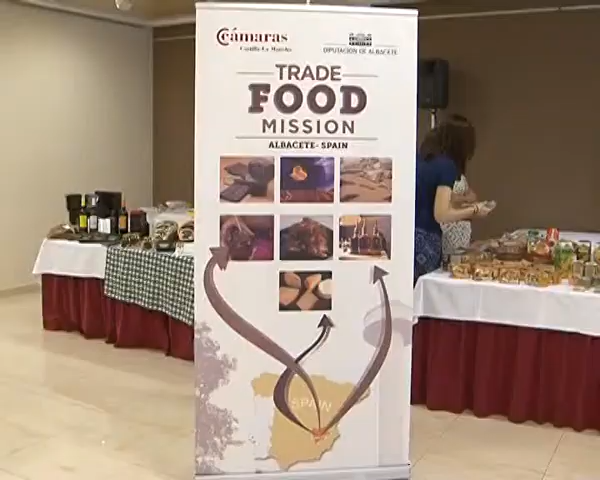 cámaras
Castilla-La Mancha
DIPUTACIÓN DE ALBACETE
TRADE
FOOD
MISSION
ALBACETE- SPAIN
SPAIN